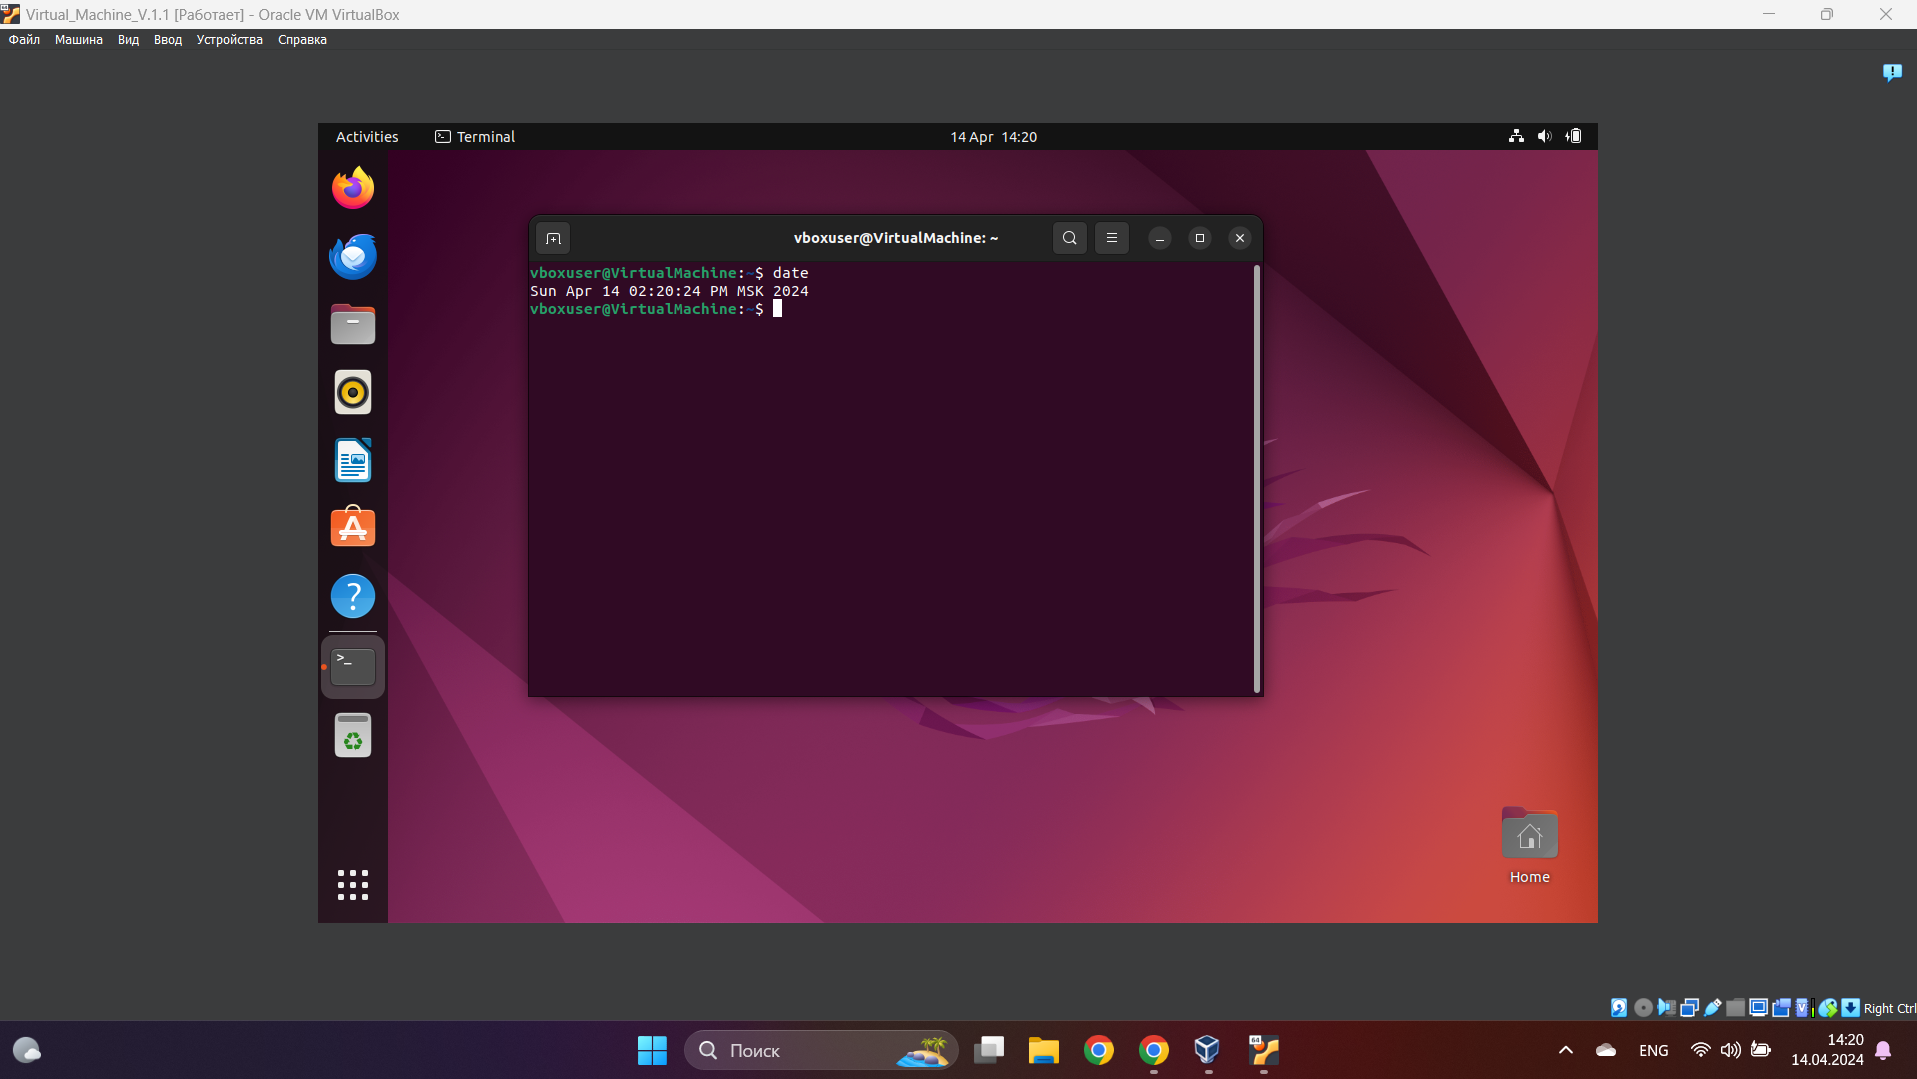 Virtual_Machine_V.1.1 [Работает] - Oracle VM VirtualBox
Файл Машина Вид Ввод Устройства Справка
Activities Terminal 14 Apr 14:20
vboxuser@VirtualMachine: ~
vboxuser@VirtualMachine:~$ date
Sun Apr 14 02:20:24 PM MSK 2024
vboxuser@VirtualMachine:~$
Home
Right Ctrl
Поиск
64
ENG
14:20
14.04.2024